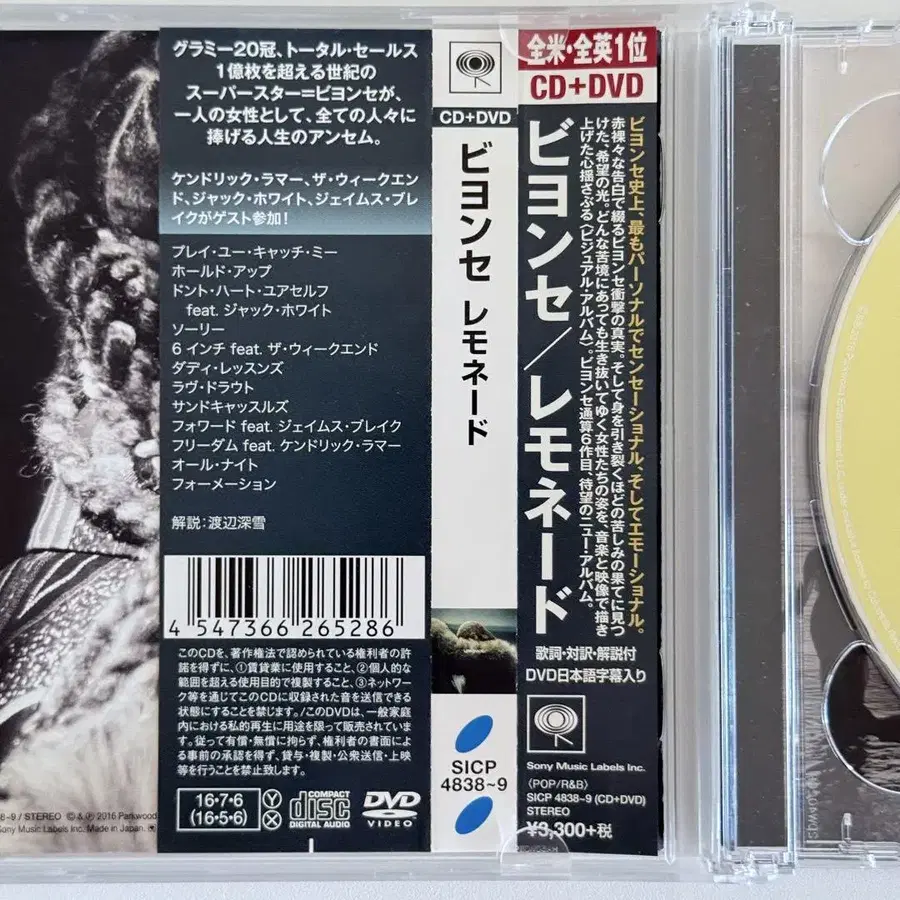 グラミー20冠、トータル・セールス
1億枚を超える世紀の
スーパースター=ビヨンセが、
一人の女性として、全ての人々に
捧げる人生のアンセム。
ケンドリック・ラマー、ザ・ウィークエン
ド、ジャック・ホワイト、ジェイムス・ブレ
イクがゲスト参加!
プレイ・ユー・キャッチ・ミー
ホールド・アップ
ドント・ハート・ユアセルフ
feat. ジャック・ホワイト
ソーリー
6 インチ feat. ザ・ウィークエンド
ダディ・レッスンズ
ラヴ・ドラウト
サンドキャッスルズ
フォワード feat. ジェイムス・ブレイク
フリーダム feat. ケンドリック・ラマー
オール・ナイト
フォーメーション
解説:渡辺深雪
4 547366 265286
このCDを、著作権法で認められている権利者の許
諾を得ずに、①賃貸業に使用すること、②個人的な
範囲を超える使用目的で複製すること、③ネットワー
ク等を通じてこのCDに収録された音を送信できる
状態にすることを禁じます。/このDVDは、一般家庭
内における私的再生に用途を限って販売されていま
す。従って有償・無償に拘らず、権利者の書面によ
る事前の承認を得ず、貸与・複製・公衆送信・上映
等を行うことを禁止致します。
16・7・6
(16・5・6)
Y
X
COMPACT
disc
DIGITAL AUDIO
DVD
VIDEO
CD+DVD
ビヨンセ レモネード
SICP
4838~9
全米・全英1位
CD+DVD
ビヨンセ史上、最もパーソナルでセンセーショナル、そしてエモーショナル。
赤裸々な告白で綴るビヨンセ衝撃の真実。そして身を引き裂くほどの苦しみの果てに見つ
けた、希望の光。どんな苦境にあっても生き抜いてゆく女性たちの姿を、音楽と映像で描き
上げた心揺さぶる〈ビジュアル・アルバム〉。ビヨンセ通算6作目、待望のニュー・アルバム。
ビヨンセ/レモネード
歌詞・対訳・解説付
DVD日本語字幕入り
Sony Music Labels Inc.
〈POP/R&B〉
SICP 4838~9 (CD+DVD)
STEREO
¥3,300+税
8~9 / STEREO Ⓒ & Ⓟ 2016 Parkwood
Sony Music Labels Inc. Made in Japan.